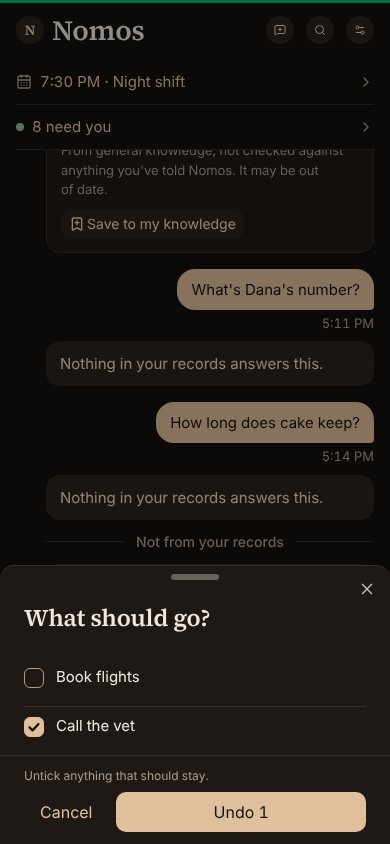 N Nomos
7:30 PM · Night shift
8 need you
From general knowledge, not checked against
anything you've told Nomos. It may be out
of date.
Save to my knowledge
What's Dana's number?
5:11 PM
Nothing in your records answers this.
How long does cake keep?
5:14 PM
Nothing in your records answers this.
Not from your records
What should go?
Book flights
Call the vet
Untick anything that should stay.
Cancel
Undo 1